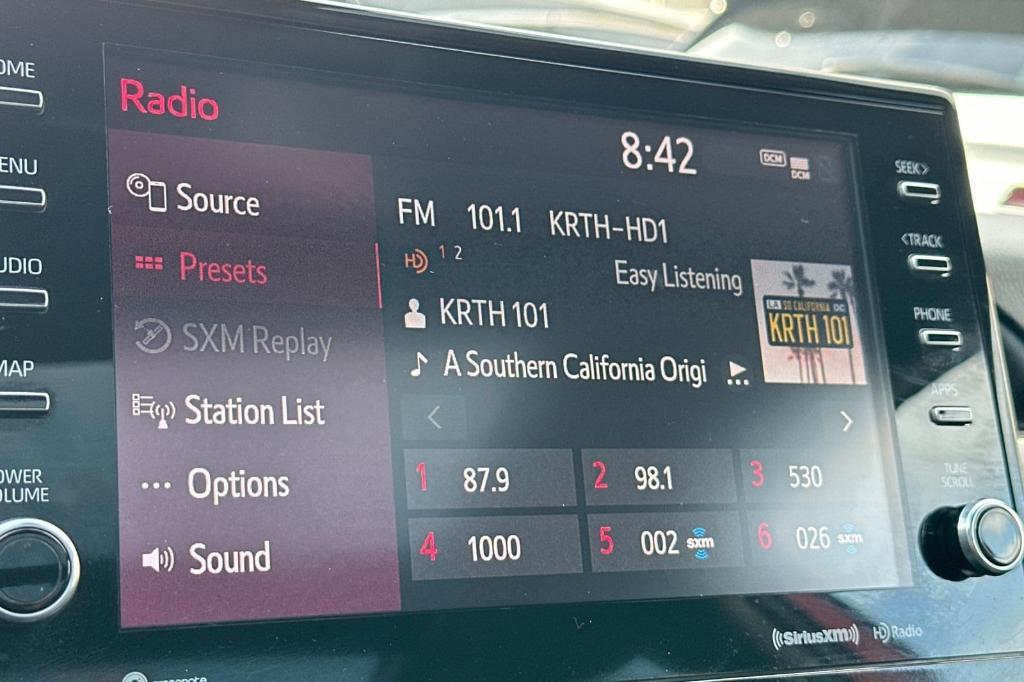 Radio
8:42
DCM
DCM
Source
Presets
SXM Replay
Station List
Options
Sound
FM 101.1 KRTH-HD1
HD 1 2
Easy Listening
KRTH 101
A Southern California Origi
LA SO CALIFORNIA OC
KRTH 101
1 87.9
2 98.1
3 530
4 1000
5 002 sxm
6 026 sxm
OME
ENU
UDIO
MAP
OWER
OLUME
SEEK>
<TRACK
PHONE
APPS
TUNE
SCROLL
((SiriusXM)) HD Radio